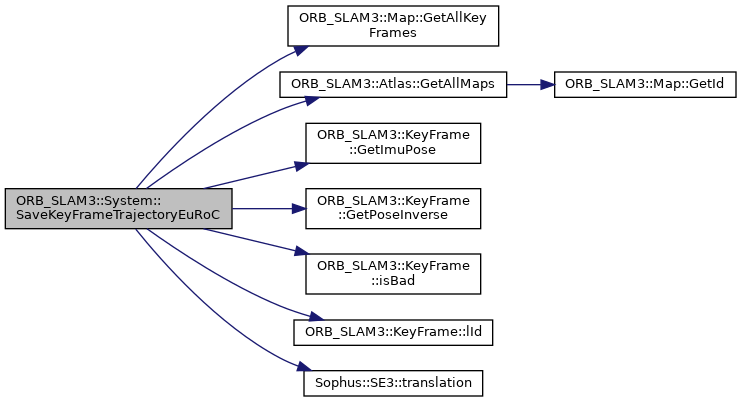 ORB_SLAM3::Map::GetAllKey
Frames
ORB_SLAM3::Atlas::GetAllMaps
ORB_SLAM3::Map::GetId
ORB_SLAM3::KeyFrame
::GetImuPose
ORB_SLAM3::System::
SaveKeyFrameTrajectoryEuRoC
ORB_SLAM3::KeyFrame
::GetPoseInverse
ORB_SLAM3::KeyFrame
::isBad
ORB_SLAM3::KeyFrame::lId
Sophus::SE3::translation